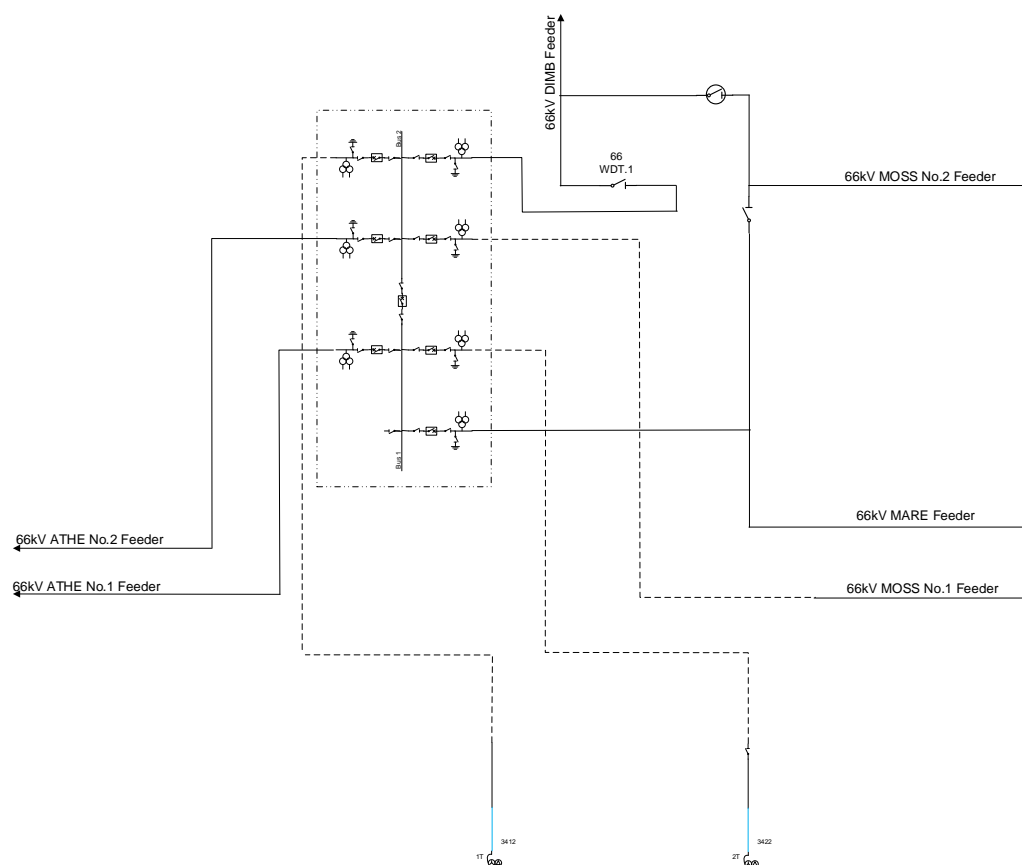 66kV DIMB Feeder
Bus 2
66
WDT.1
66kV MOSS No.2 Feeder
Bus 1
66kV MARE Feeder
66kV ATHE No.2 Feeder
66kV ATHE No.1 Feeder
66kV MOSS No.1 Feeder
3412
3422
1T
2T